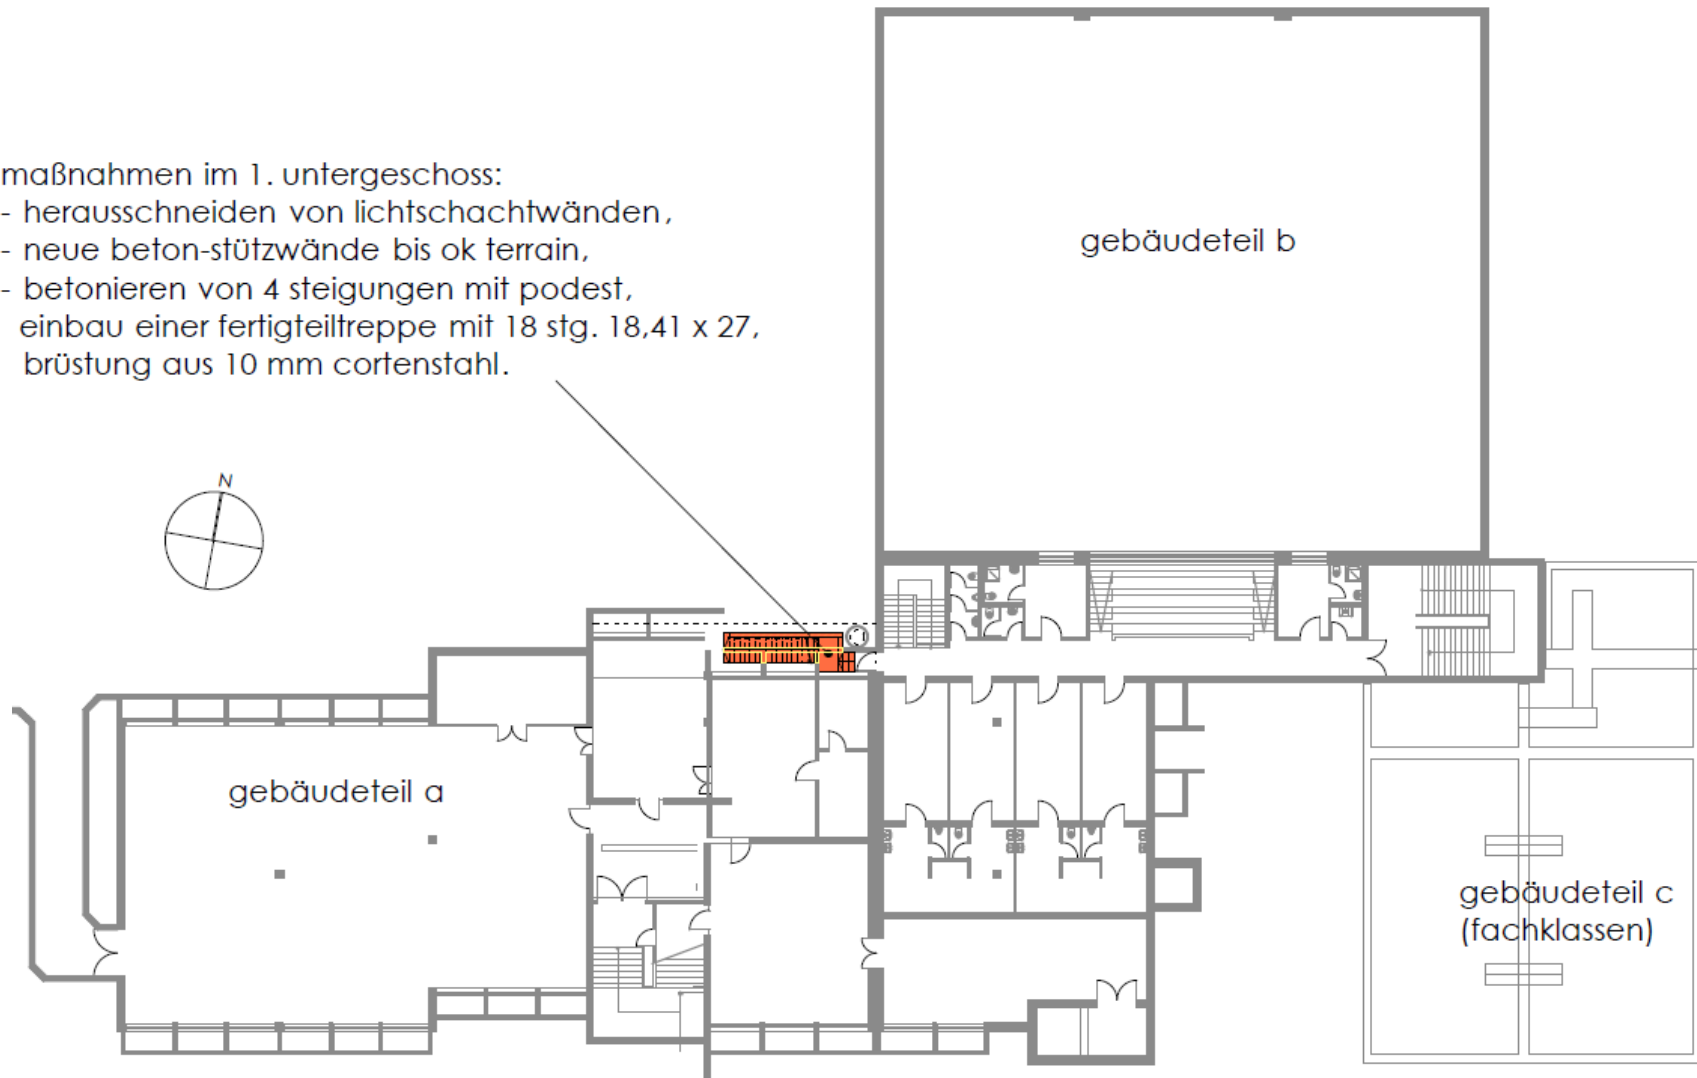 maßnahmen im 1. untergeschoss:
- herausschneiden von lichtschachtwänden,
- neue beton-stützwände bis ok terrain,
- betonieren von 4 steigungen mit podest,
einbau einer fertigteiltreppe mit 18 stg. 18,41 x 27,
brüstung aus 10 mm cortenstahl.
gebäudeteil b
N
gebäudeteil a
gebäudeteil c
(fachklassen)